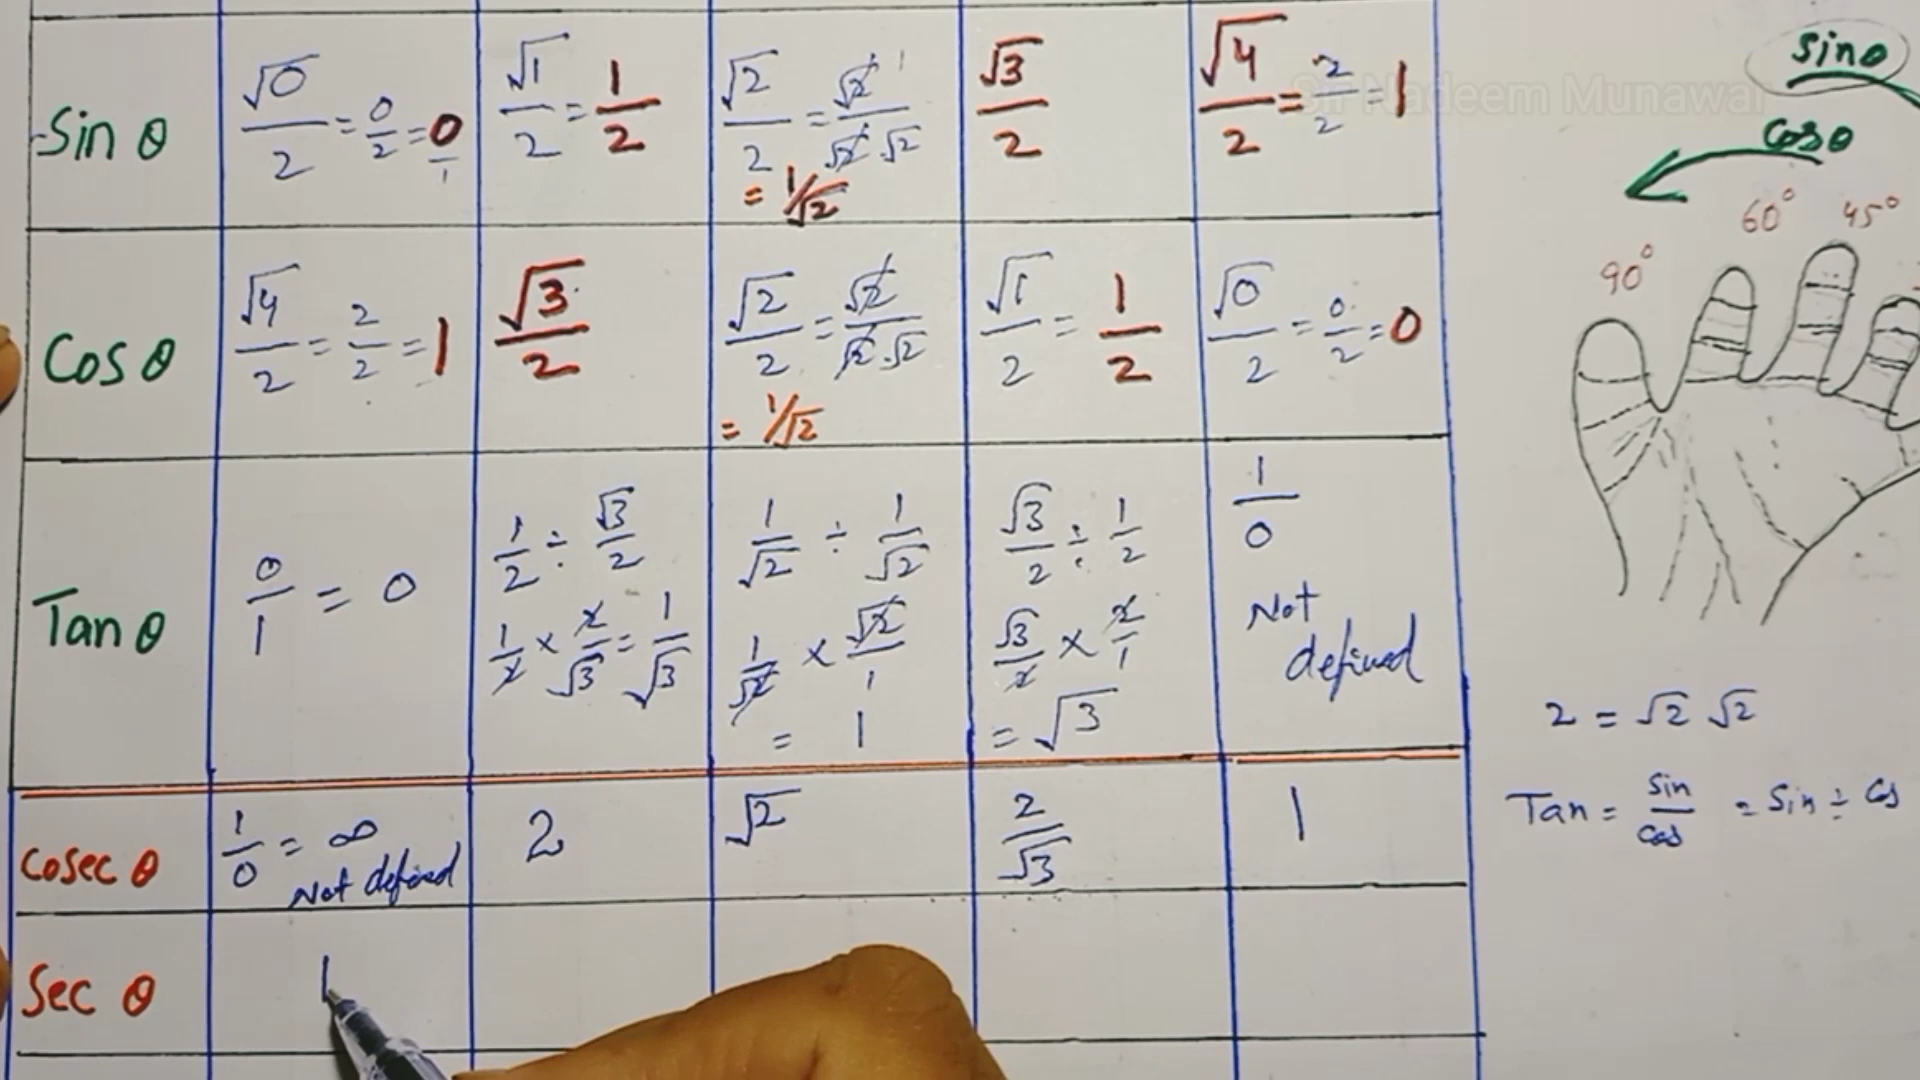 Sin θ √0/2 = 0/2 = 0/1 √1/2 = 1/2 √2/2 = √2/√2 √2 = 1/√2 √3/2 √4/2 = 2/2 = 1
Cos θ √4/2 = 2/2 = 1 √3/2 √2/2 = √2/√2 .√2 = 1/√2 √1/2 = 1/2 √0/2 = 0/2 = 0
Tan θ 0/1 = 0
1/2 ÷ √3/2
1/2 × 2/√3 = 1/√3
1/√2 ÷ 1/√2
1/√2 × √2/1
= 1
√3/2 ÷ 1/2
√3/2 × 2/1
= √3
1/0
Not
defined
Cosec θ 1/0 = ∞ 2 √2 2/√3 1
Not defined
Sec θ 1
Sir Nadeem Munawar
Sin θ
Cos θ
60° 45°
90°
2 = √2 √2
Tan = Sin/Cos = Sin ÷ Cos